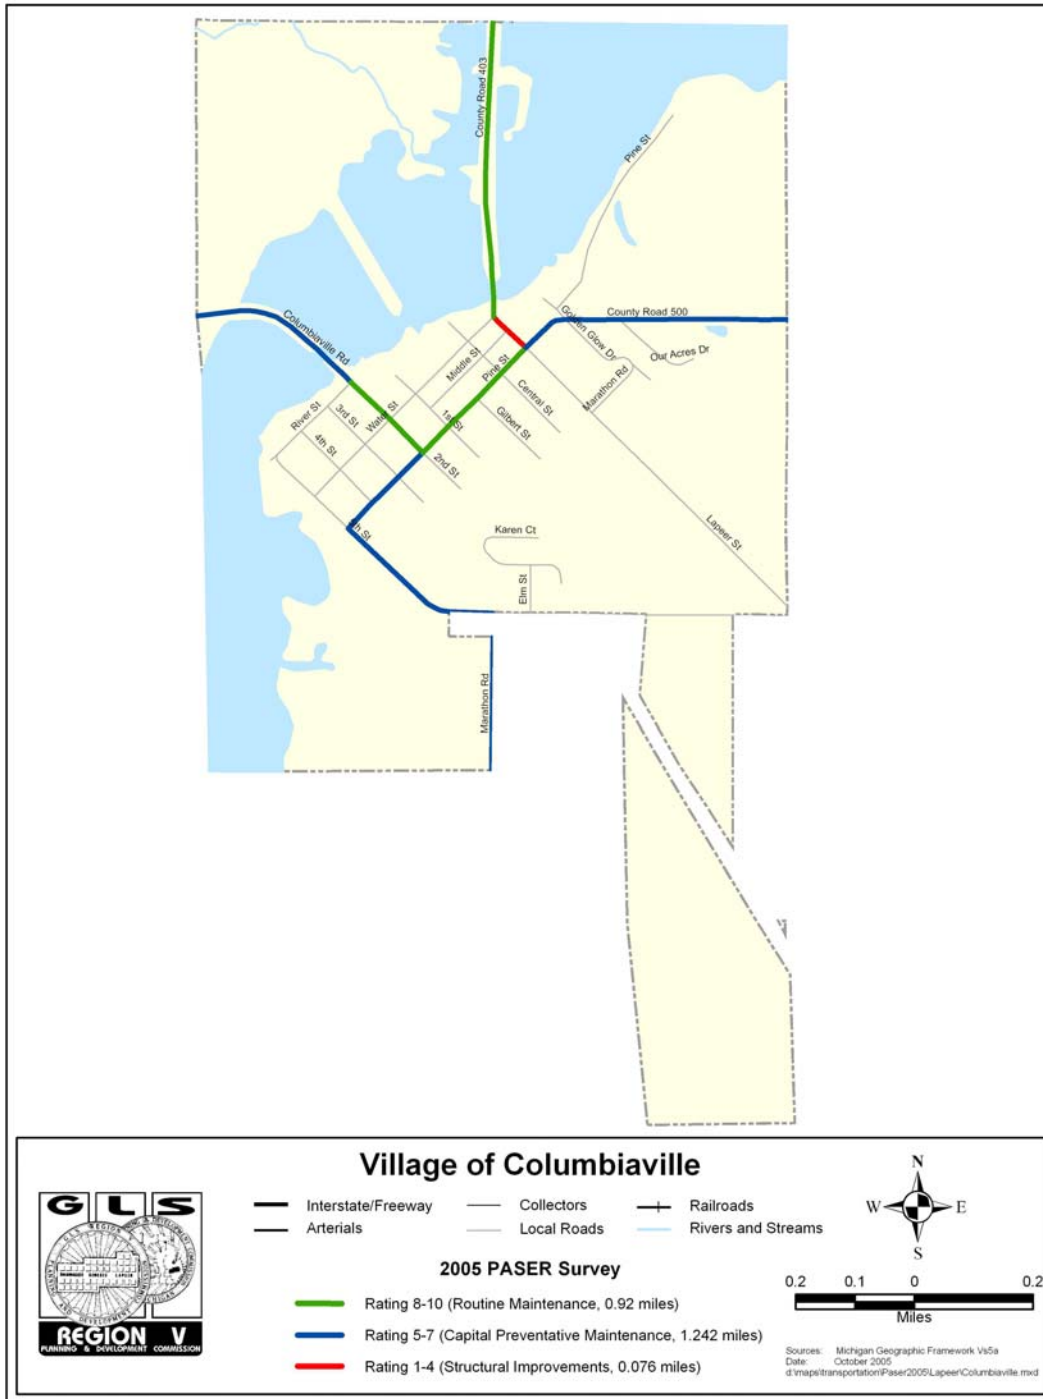 County Road 403
Pine St
Columbiaville Rd
County Road 500
Golden Glow Dr
Our Acres Dr
Middle St
Pine St
Marathon Rd
Central St
River St
3rd St
Water St
1st St
Gilbert St
4th St
2nd St
5th St
Karen Ct
Lapeer St
Elm St
Marathon Rd
Village of Columbiaville
Interstate/Freeway
Collectors
Railroads
Arterials
Local Roads
Rivers and Streams
2005 PASER Survey
Rating 8-10 (Routine Maintenance, 0.92 miles)
Rating 5-7 (Capital Preventative Maintenance, 1.242 miles)
Rating 1-4 (Structural Improvements, 0.076 miles)
G L S
REGION V
PLANNING & DEVELOPMENT COMMISSION
N
W E
S
0.2 0.1 0 0.2
Miles
Sources: Michigan Geographic Framework Vs5a
Date: October 2005
d:\maps\transportation\Paser2005\Lapeer\Columbiaville.mxd